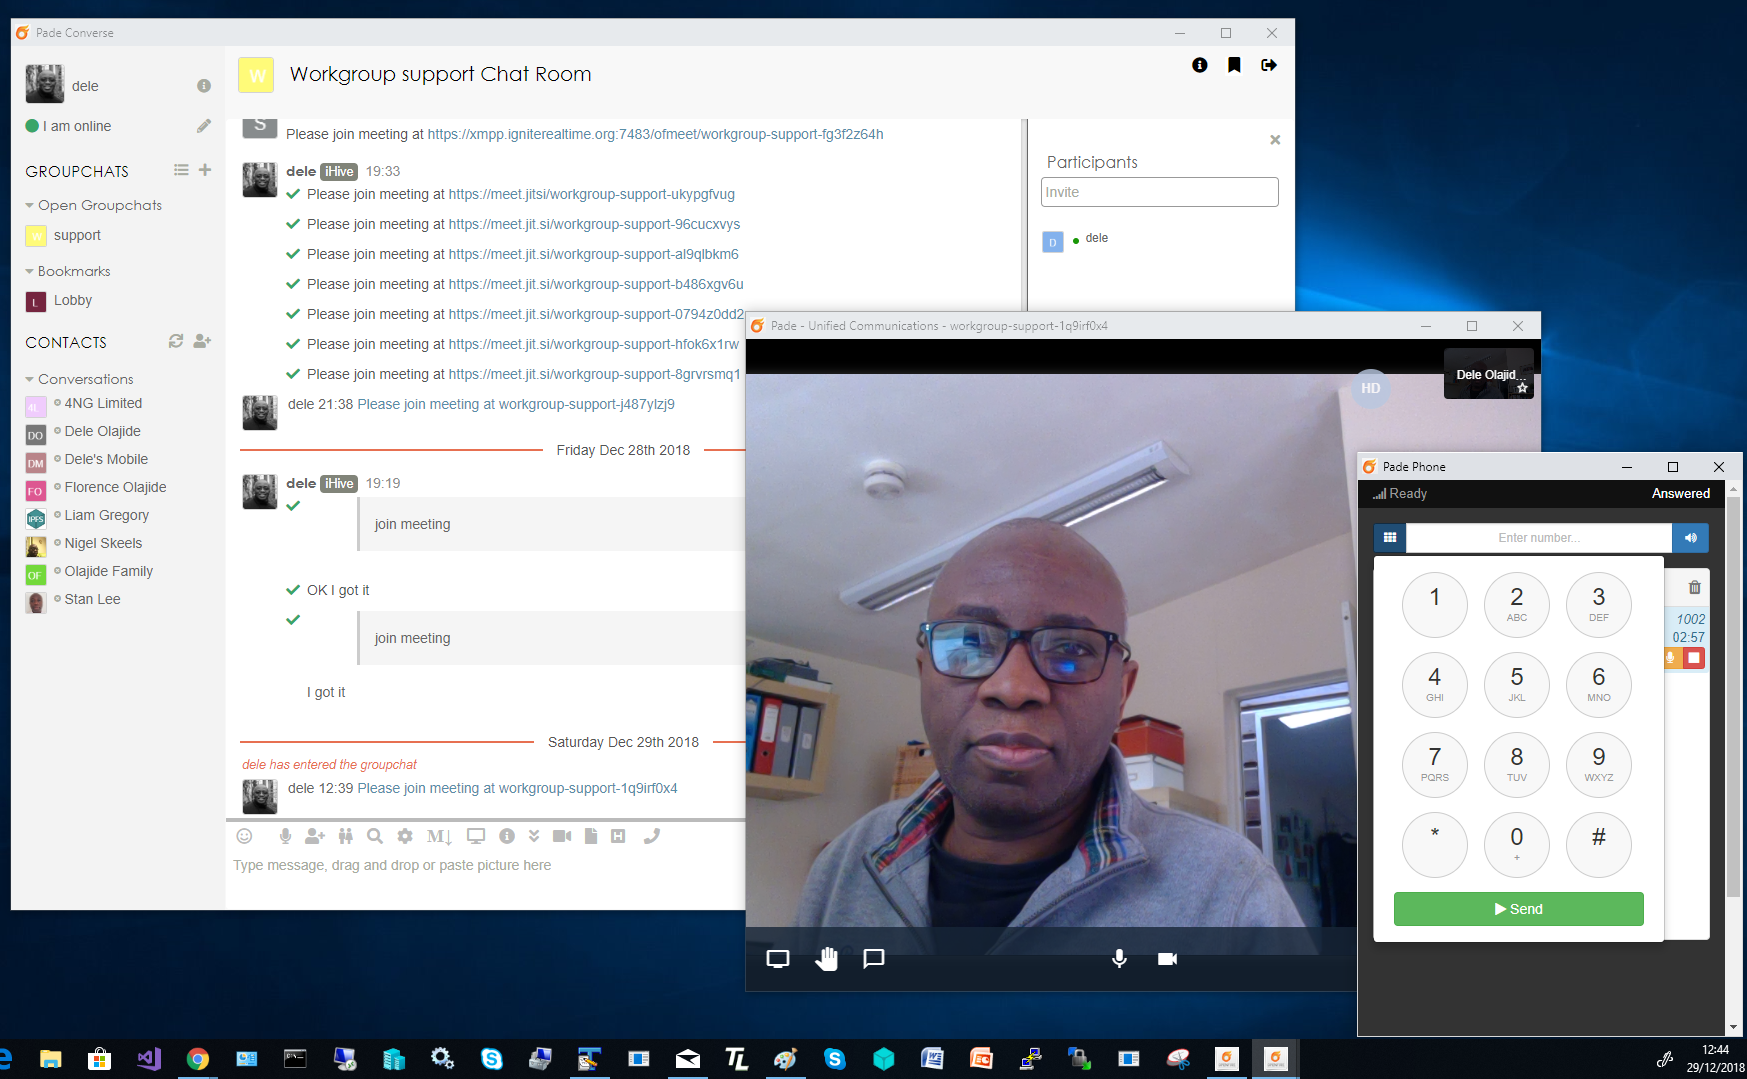 Pade Converse
dele
I am online
GROUPCHATS
Open Groupchats
W
support
Bookmarks
L
Lobby
CONTACTS
Conversations
4L
4NG Limited
DO
Dele Olajide
DM
Dele's Mobile
FO
Florence Olajide
IPFS
Liam Gregory
Nigel Skeels
OF
Olajide Family
Stan Lee
W
Workgroup support Chat Room
S
Please join meeting at https://xmpp.igniterealtime.org:7483/ofmeet/workgroup-support-fg3f2z64h
dele iHive 19:33
Please join meeting at https://meet.jitsi/workgroup-support-ukypgfvug
Please join meeting at https://meet.jit.si/workgroup-support-96cucxvys
Please join meeting at https://meet.jit.si/workgroup-support-al9qlbkm6
Please join meeting at https://meet.jit.si/workgroup-support-b486xgv6u
Please join meeting at https://meet.jit.si/workgroup-support-0794z0dd2
Please join meeting at https://meet.jit.si/workgroup-support-hfok6x1rw
Please join meeting at https://meet.jit.si/workgroup-support-8grvrsmq1
dele 21:38 Please join meeting at workgroup-support-j487ylzj9
Friday Dec 28th 2018
dele iHive 19:19
join meeting
OK I got it
join meeting
I got it
Saturday Dec 29th 2018
dele has entered the groupchat
dele 12:39 Please join meeting at workgroup-support-1q9irf0x4
M↓
H
Type message, drag and drop or paste picture here
Participants
Invite
D
dele
Pade - Unified Communications - workgroup-support-1q9irf0x4
HD
Dele Olajid...
Pade Phone
Ready
Answered
Enter number...
1
2
3
ABC
DEF
4
5
6
GHI
JKL
MNO
7
8
9
PQRS
TUV
WXYZ
*
0
#
+
Send
1002
02:57
TL
12:44
29/12/2018